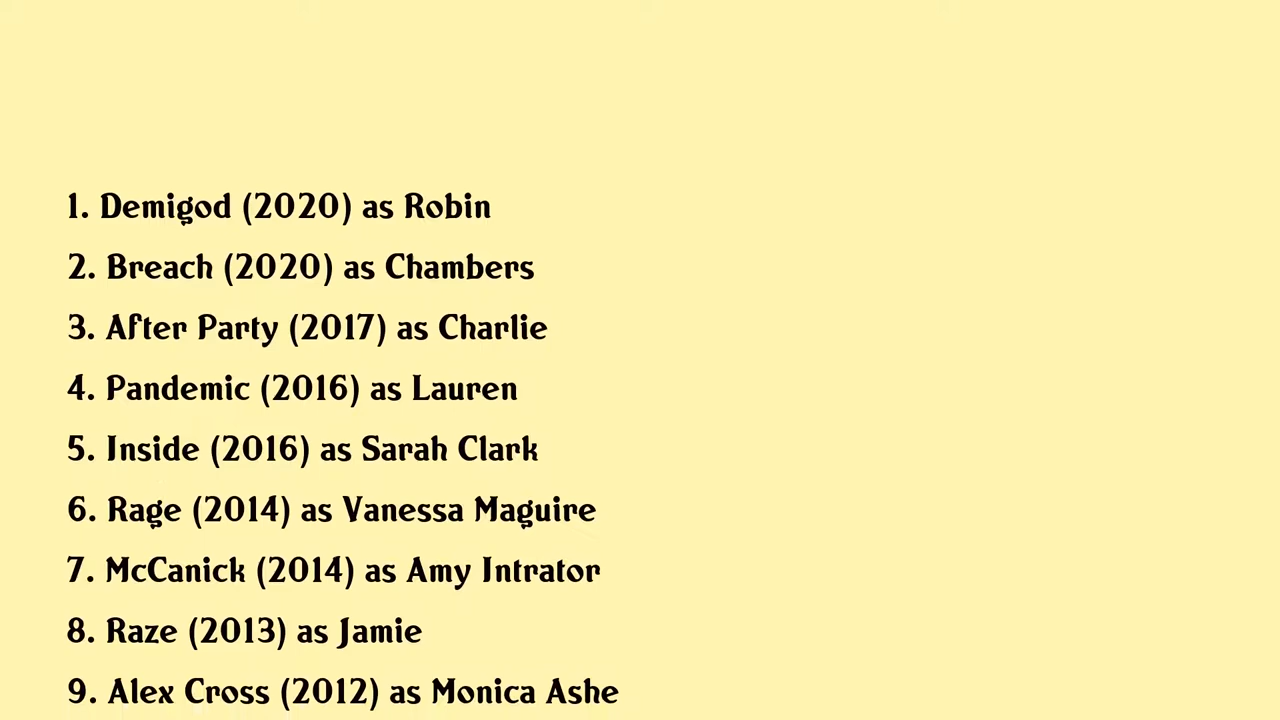 1. Demigod (2020) as Robin
2. Breach (2020) as Chambers
3. After Party (2017) as Charlie
4. Pandemic (2016) as Lauren
5. Inside (2016) as Sarah Clark
6. Rage (2014) as Vanessa Maguire
7. McCanick (2014) as Amy Intrator
8. Raze (2013) as Jamie
9. Alex Cross (2012) as Monica Ashe